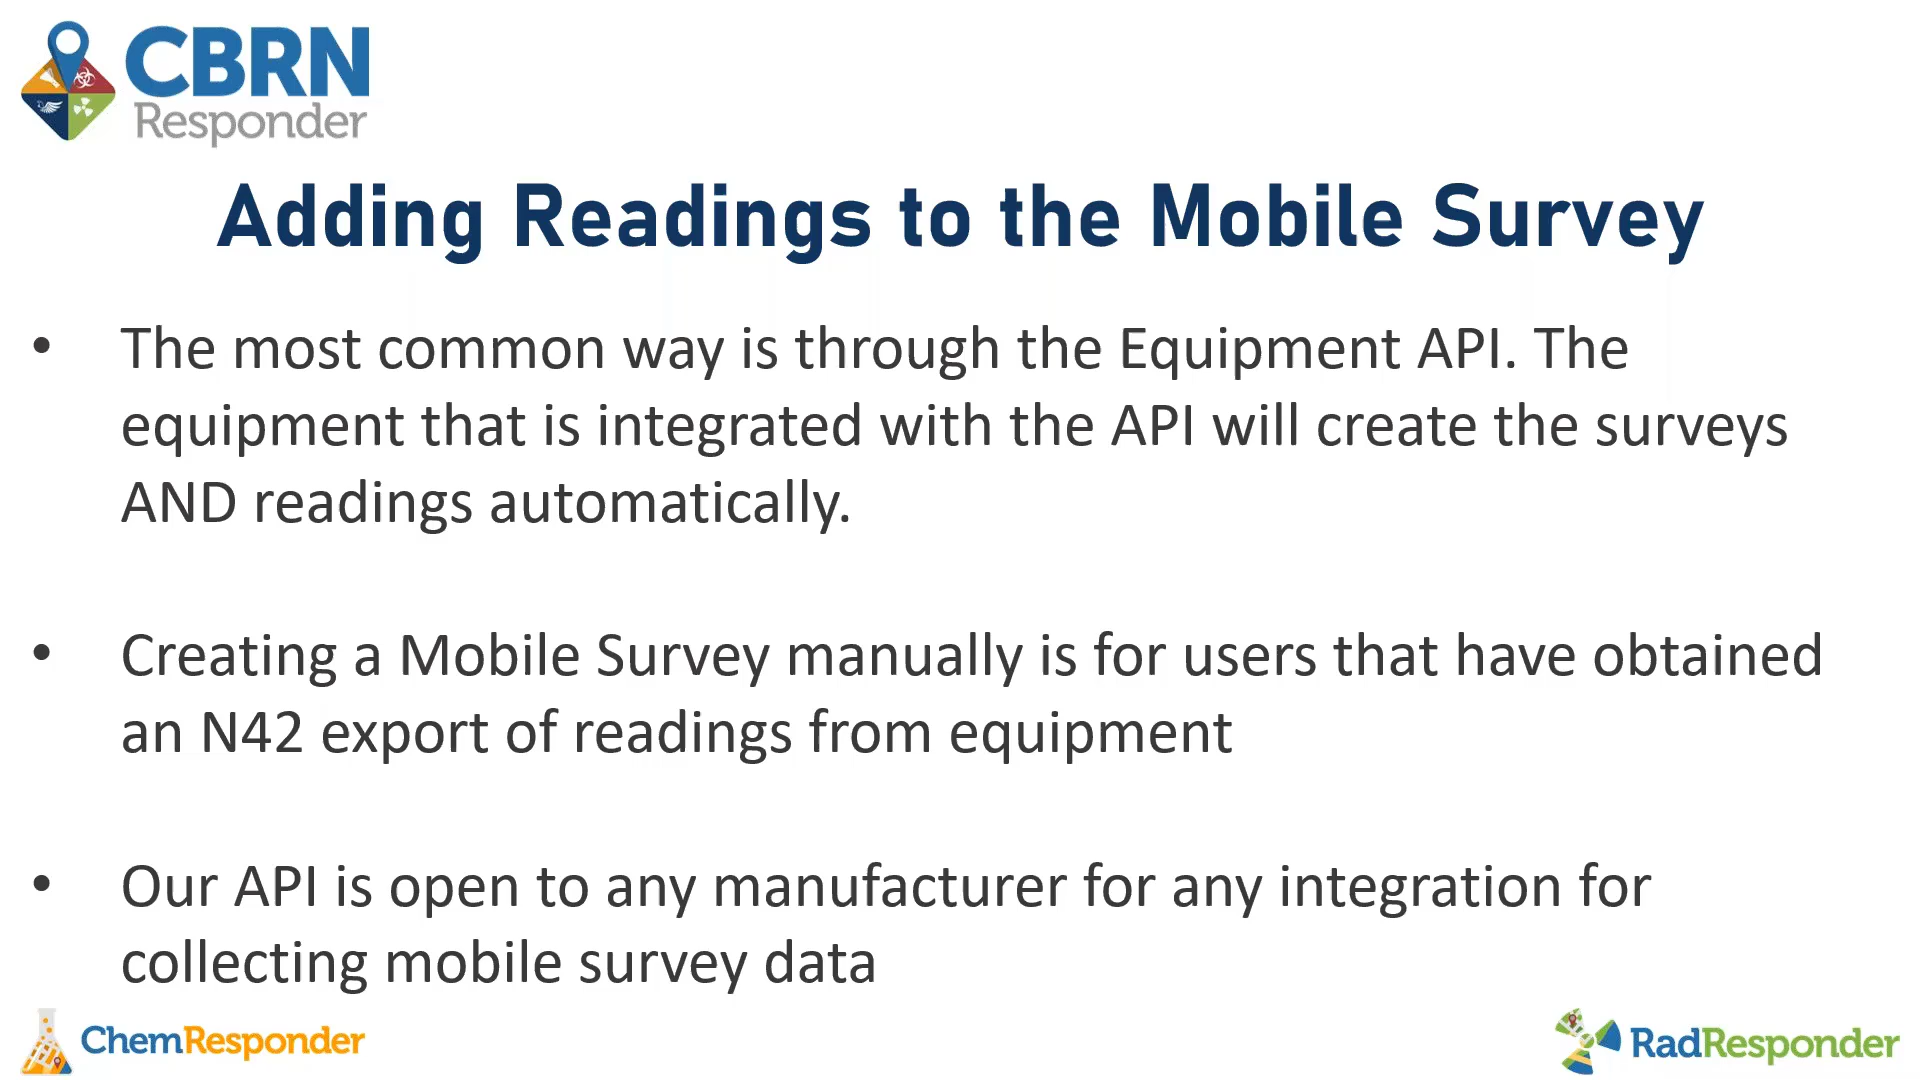 CBRN
Responder
Adding Readings to the Mobile Survey
• The most common way is through the Equipment API. The
equipment that is integrated with the API will create the surveys
AND readings automatically.
• Creating a Mobile Survey manually is for users that have obtained
an N42 export of readings from equipment
• Our API is open to any manufacturer for any integration for
collecting mobile survey data
ChemResponder
RadResponder